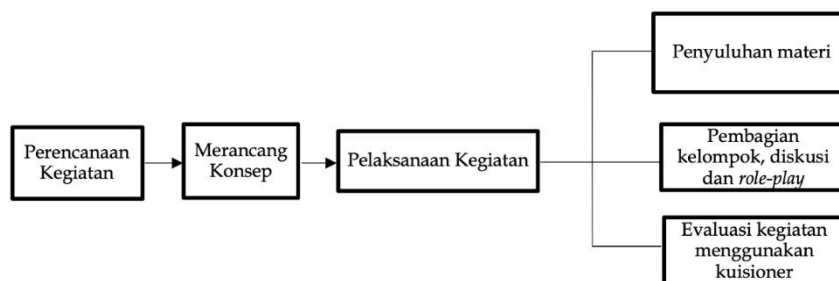 Perencanaan
Kegiatan
Merancang
Konsep
Pelaksanaan Kegiatan
Penyuluhan materi
Pembagian
kelompok, diskusi
dan role-play
Evaluasi kegiatan
menggunakan
kuisioner